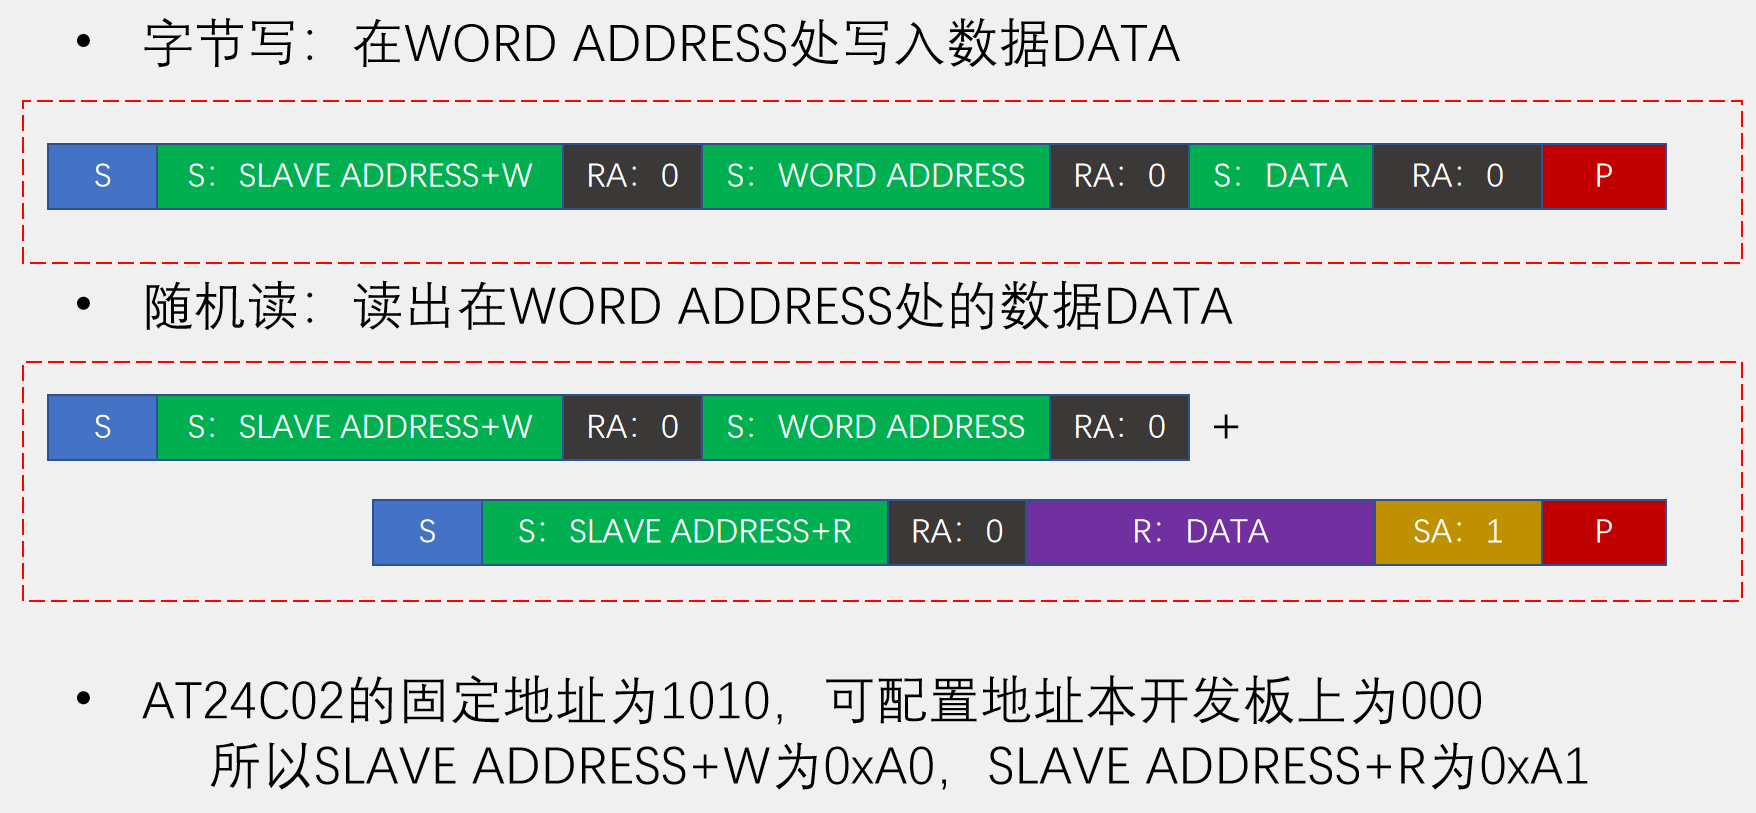 • 字节写：在WORD ADDRESS处写入数据DATA
S S：SLAVE ADDRESS+W RA：0 S：WORD ADDRESS RA：0 S：DATA RA：0 P
• 随机读：读出在WORD ADDRESS处的数据DATA
S S：SLAVE ADDRESS+W RA：0 S：WORD ADDRESS RA：0 +
S S：SLAVE ADDRESS+R RA：0 R：DATA SA：1 P
• AT24C02的固定地址为1010，可配置地址本开发板上为000
所以SLAVE ADDRESS+W为0xA0，SLAVE ADDRESS+R为0xA1